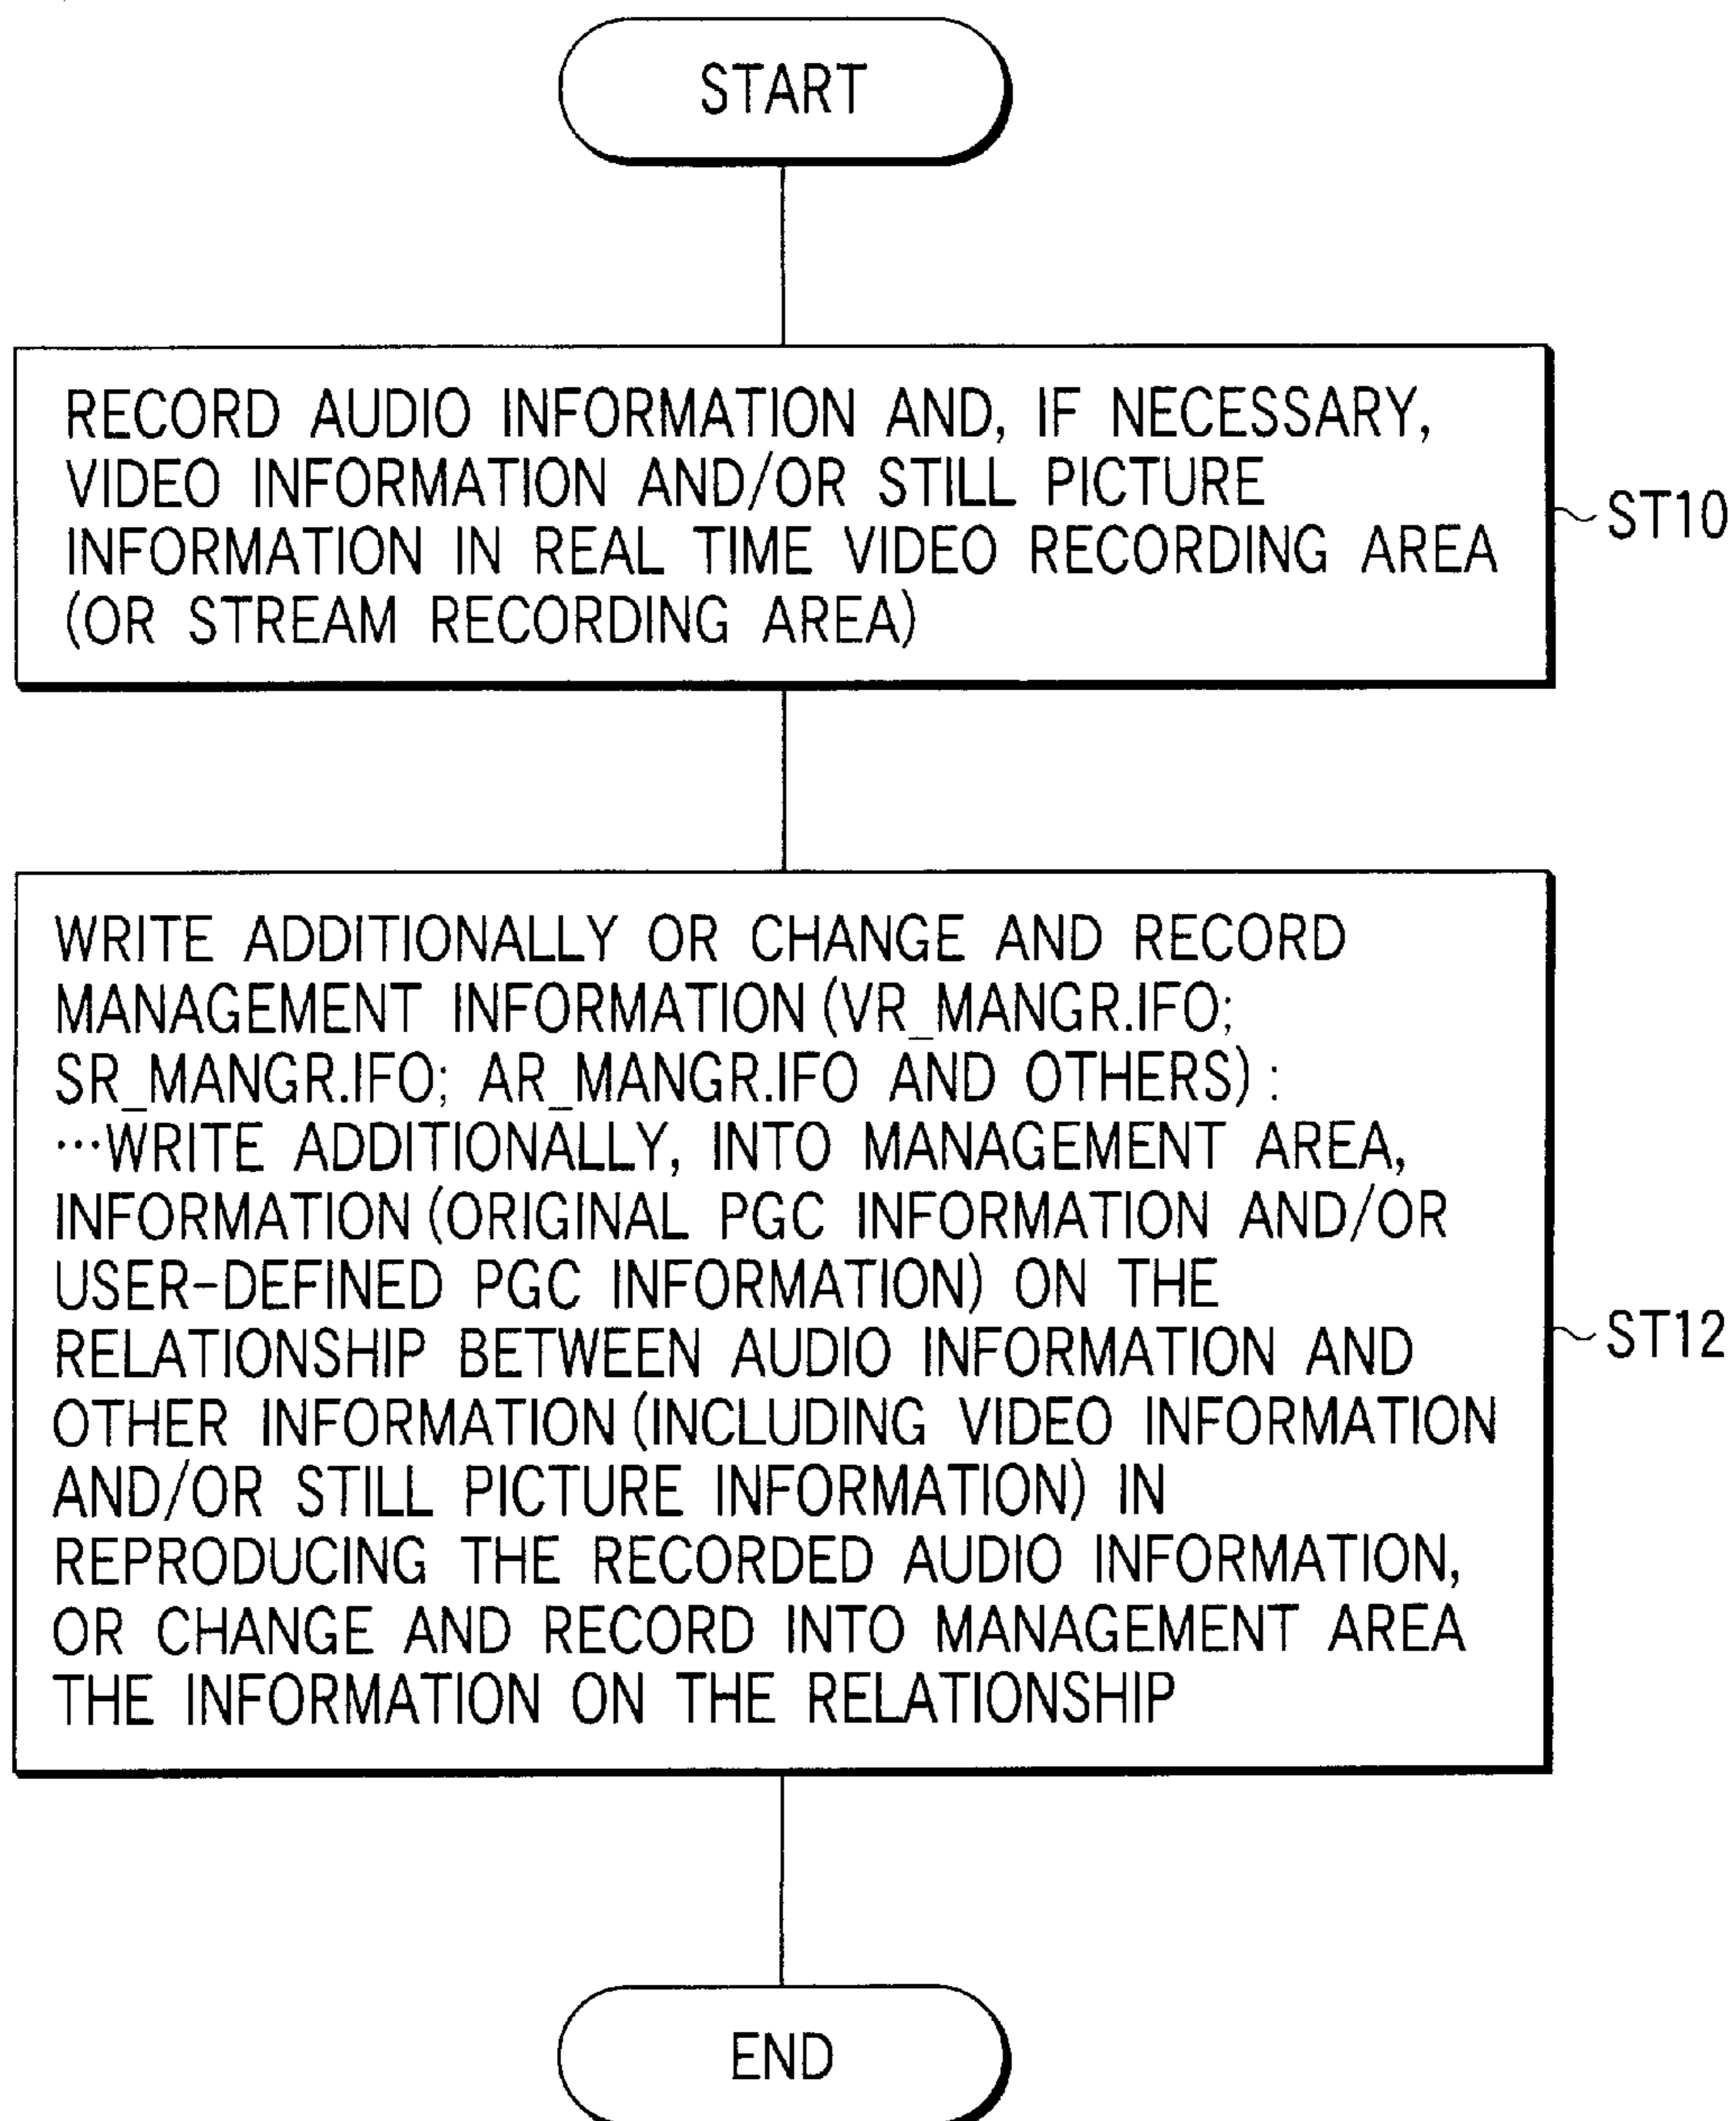 START
RECORD AUDIO INFORMATION AND, IF NECESSARY,
VIDEO INFORMATION AND/OR STILL PICTURE
INFORMATION IN REAL TIME VIDEO RECORDING AREA
(OR STREAM RECORDING AREA)
ST10
WRITE ADDITIONALLY OR CHANGE AND RECORD
MANAGEMENT INFORMATION (VR_MANGR.IFO;
SR_MANGR.IFO; AR_MANGR.IFO AND OTHERS) :
···WRITE ADDITIONALLY, INTO MANAGEMENT AREA,
INFORMATION (ORIGINAL PGC INFORMATION AND/OR
USER-DEFINED PGC INFORMATION) ON THE
RELATIONSHIP BETWEEN AUDIO INFORMATION AND
OTHER INFORMATION (INCLUDING VIDEO INFORMATION
AND/OR STILL PICTURE INFORMATION) IN
REPRODUCING THE RECORDED AUDIO INFORMATION,
OR CHANGE AND RECORD INTO MANAGEMENT AREA
THE INFORMATION ON THE RELATIONSHIP
ST12
END